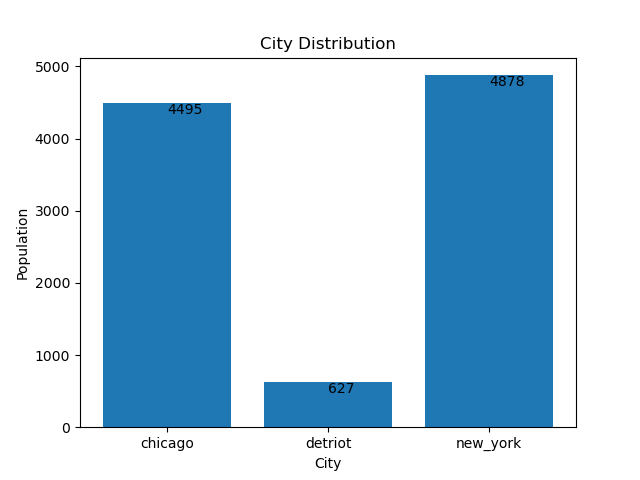 City Distribution
5000
4000
3000
2000
1000
0
Population
4495
627
4878
chicago
detriot
new_york
City